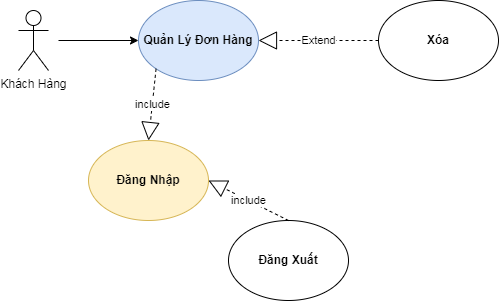 Quản Lý Đơn Hàng
Extend
Xóa
Khách Hàng
include
Đăng Nhập
include
Đăng Xuất